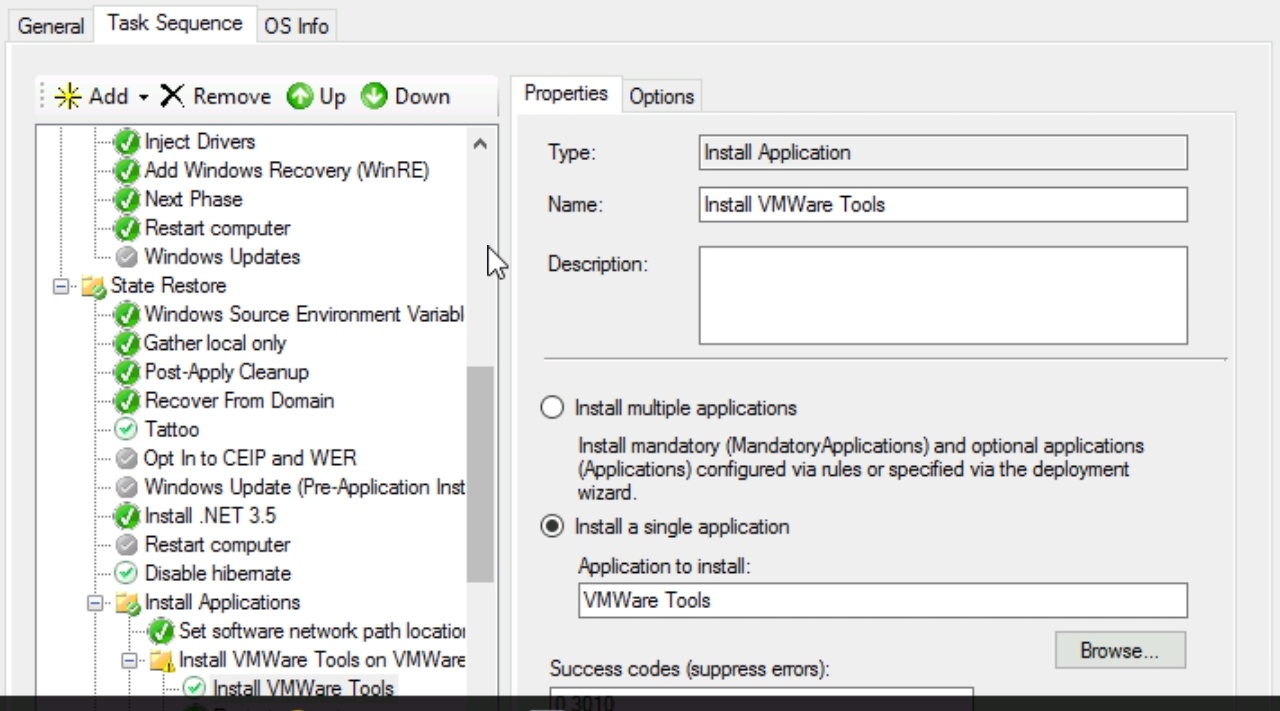 General
Task Sequence
OS Info
Add
Remove
Up
Down
Inject Drivers
Add Windows Recovery (WinRE)
Next Phase
Restart computer
Windows Updates
State Restore
Windows Source Environment Variabl
Gather local only
Post-Apply Cleanup
Recover From Domain
Tattoo
Opt In to CEIP and WER
Windows Update (Pre-Application Inst
Install .NET 3.5
Restart computer
Disable hibernate
Install Applications
Set software network path location
Install VMWare Tools on VMWare
Install VMWare Tools
Properties
Options
Type:
Install Application
Name:
Install VMWare Tools
Description:
Install multiple applications
Install mandatory (MandatoryApplications) and optional applications
(Applications) configured via rules or specified via the deployment
wizard.
Install a single application
Application to install:
VMWare Tools
Browse...
Success codes (suppress errors):
0 3010